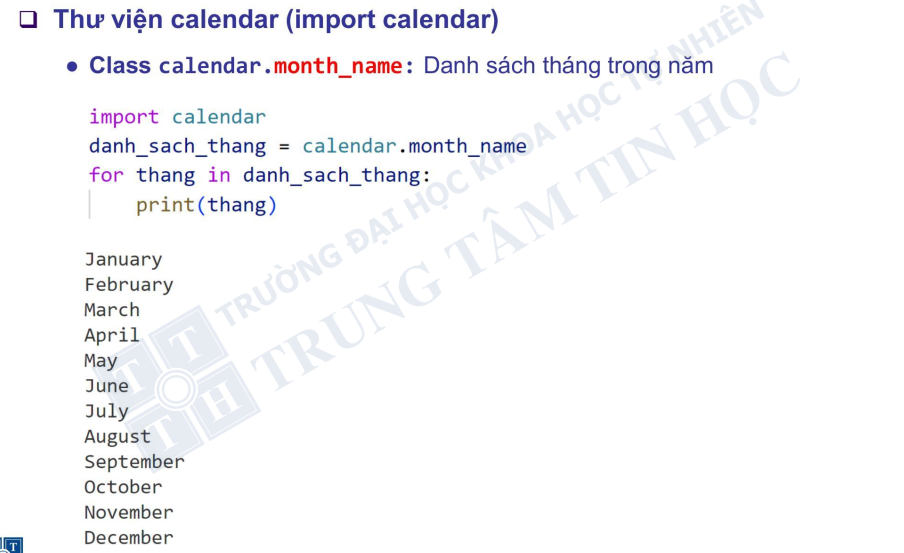 Thư viện calendar (import calendar)
Class calendar.month_name: Danh sách tháng trong năm
import calendar
danh_sach_thang = calendar.month_name
for thang in danh_sach_thang:
    print(thang)
January
February
March
April
May
June
July
August
September
October
November
December
TRƯỜNG ĐẠI HỌC KHOA HỌC TỰ NHIÊN
TRUNG TÂM TIN HỌC
T T
T H
T